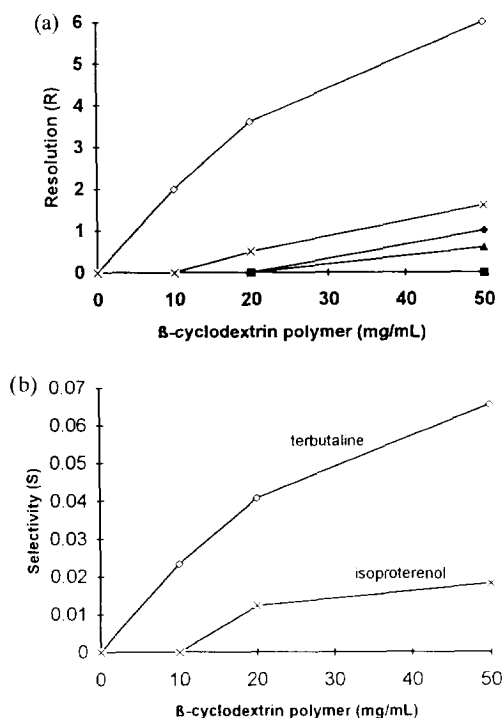 (a)
6
5
4
3
2
1
0
Resolution (R)
0 10 20 30 40 50
ß-cyclodextrin polymer (mg/mL)
(b)
0.07
0.06
0.05
0.04
0.03
0.02
0.01
0
Selectivity (S)
terbutaline
isoproterenol
0 10 20 30 40 50
ß-cyclodextrin polymer (mg/mL)